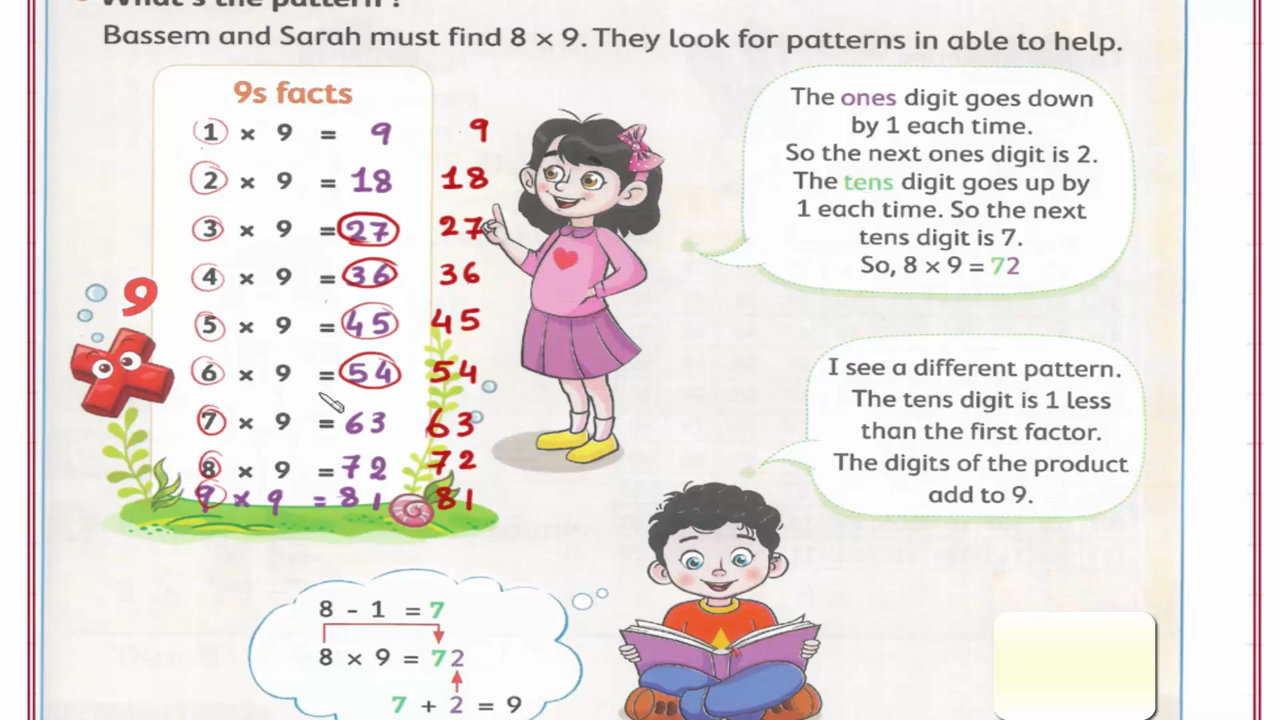 What's the pattern ?
Bassem and Sarah must find 8 × 9. They look for patterns in able to help.
9s facts
1 × 9 = 9 9
2 × 9 = 18 18
3 × 9 = 27 27
4 × 9 = 36 36
9
5 × 9 = 45 45
6 × 9 = 54 54
7 × 9 = 63 63
8 × 9 = 72 72
9 × 9 = 81 81
The ones digit goes down
by 1 each time.
So the next ones digit is 2.
The tens digit goes up by
1 each time. So the next
tens digit is 7.
So, 8 × 9 = 72
I see a different pattern.
The tens digit is 1 less
than the first factor.
The digits of the product
add to 9.
8 - 1 = 7
8 × 9 = 72
7 + 2 = 9